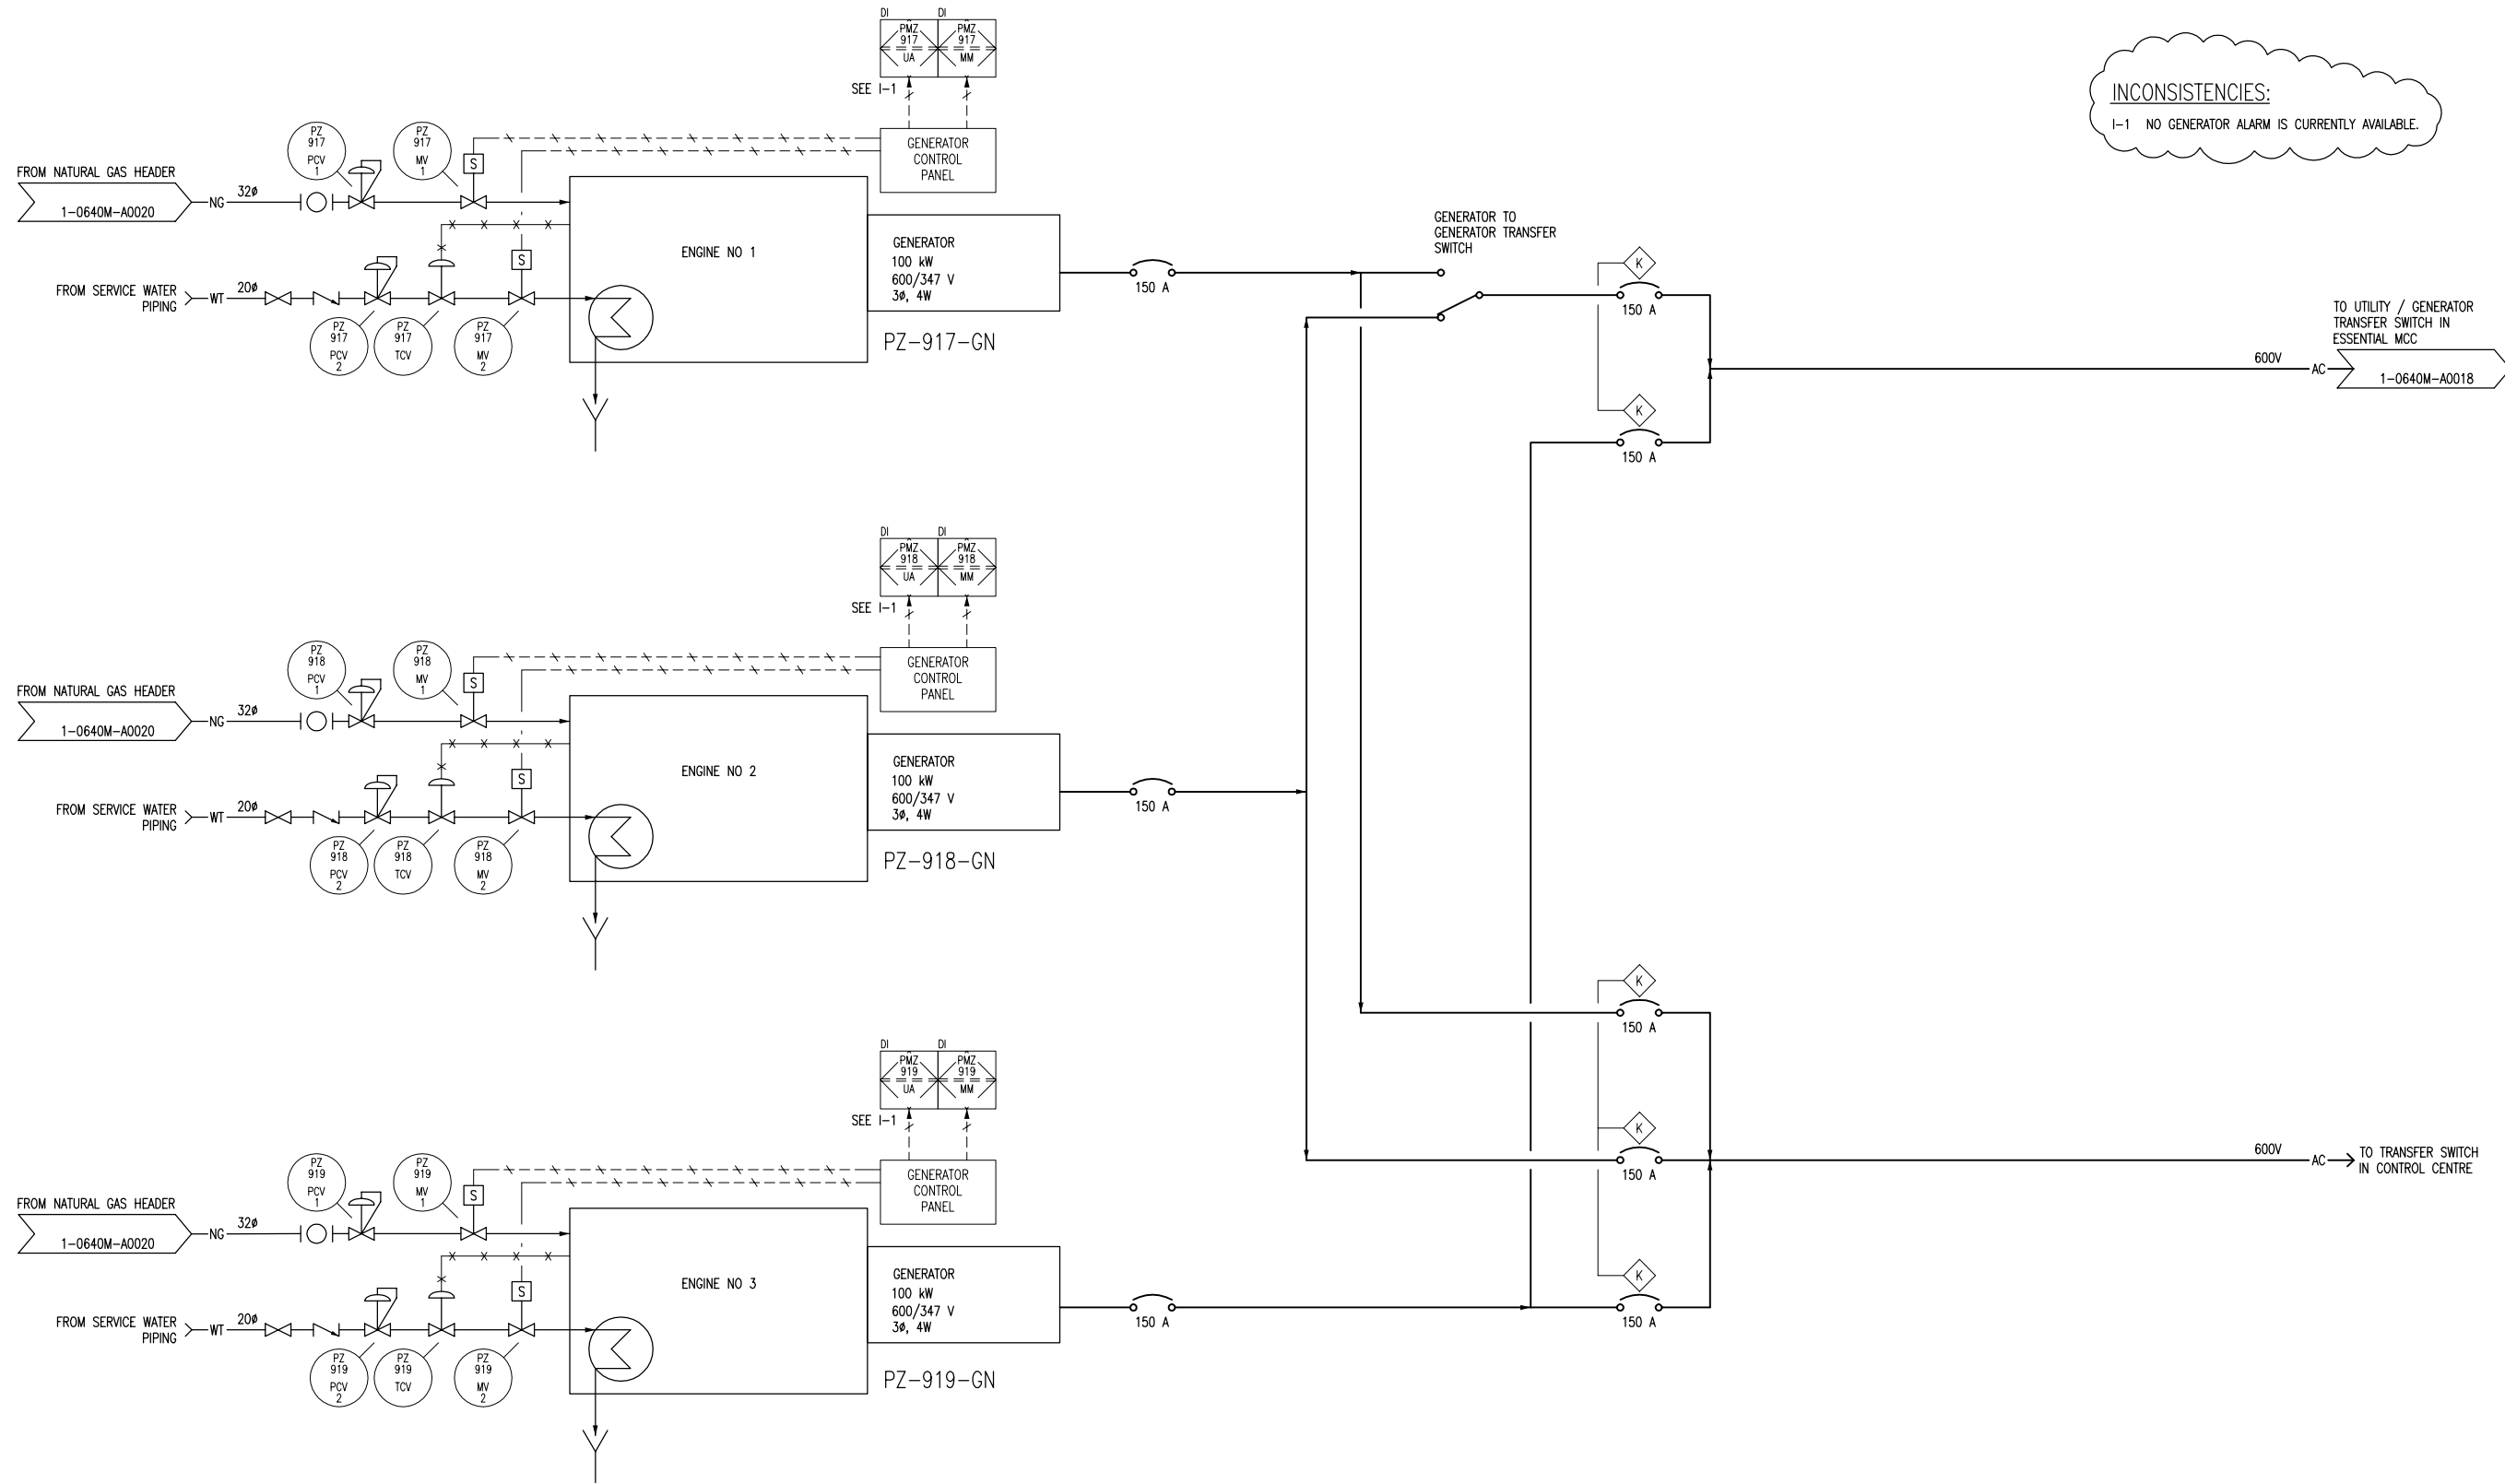 INCONSISTENCIES:
I-1 NO GENERATOR ALARM IS CURRENTLY AVAILABLE.
DI
DI
PMZ
917
UA
PMZ
917
MM
SEE I-1
GENERATOR
CONTROL
PANEL
PZ
917
PCV
1
PZ
917
MV
1
S
FROM NATURAL GAS HEADER
1-0640M-A0020
NG
32ø
ENGINE NO 1
GENERATOR
100 kW
600/347 V
3ø, 4W
PZ-917-GN
S
FROM SERVICE WATER
PIPING
WT
20ø
PZ
917
PCV
2
PZ
917
TCV
PZ
917
MV
2
150 A
GENERATOR TO
GENERATOR TRANSFER
SWITCH
K
150 A
K
150 A
600V
AC
TO UTILITY / GENERATOR
TRANSFER SWITCH IN
ESSENTIAL MCC
1-0640M-A0018
DI
DI
PMZ
918
UA
PMZ
918
MM
SEE I-1
GENERATOR
CONTROL
PANEL
PZ
918
PCV
1
PZ
918
MV
1
S
FROM NATURAL GAS HEADER
1-0640M-A0020
NG
32ø
ENGINE NO 2
GENERATOR
100 kW
600/347 V
3ø, 4W
PZ-918-GN
S
FROM SERVICE WATER
PIPING
WT
20ø
PZ
918
PCV
2
PZ
918
TCV
PZ
918
MV
2
150 A
DI
DI
PMZ
919
UA
PMZ
919
MM
SEE I-1
GENERATOR
CONTROL
PANEL
PZ
919
PCV
1
PZ
919
MV
1
S
FROM NATURAL GAS HEADER
1-0640M-A0020
NG
32ø
ENGINE NO 3
GENERATOR
100 kW
600/347 V
3ø, 4W
PZ-919-GN
S
FROM SERVICE WATER
PIPING
WT
20ø
PZ
919
PCV
2
PZ
919
TCV
PZ
919
MV
2
150 A
K
150 A
K
150 A
K
150 A
600V
AC
TO TRANSFER SWITCH
IN CONTROL CENTRE